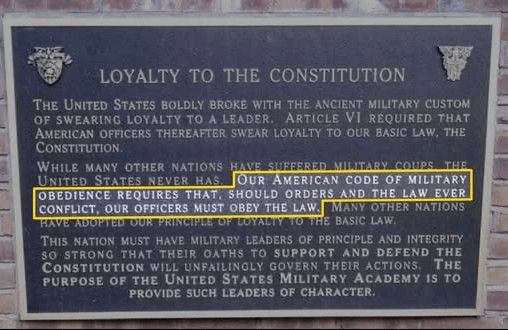 LOYALTY TO THE CONSTITUTION
THE UNITED STATES BOLDLY BROKE WITH THE ANCIENT MILITARY CUSTOM
OF SWEARING LOYALTY TO A LEADER. ARTICLE VI REQUIRED THAT
AMERICAN OFFICERS THEREAFTER SWEAR LOYALTY TO OUR BASIC LAW, THE
CONSTITUTION.
WHILE MANY OTHER NATIONS HAVE SUFFERED MILITARY COUPS, THE
UNITED STATES NEVER HAS. OUR AMERICAN CODE OF MILITARY
OBEDIENCE REQUIRES THAT, SHOULD ORDERS AND THE LAW EVER
CONFLICT, OUR OFFICERS MUST OBEY THE LAW. MANY OTHER NATIONS
HAVE ADOPTED OUR PRINCIPLE OF LOYALTY TO THE BASIC LAW.
THIS NATION MUST HAVE MILITARY LEADERS OF PRINCIPLE AND INTEGRITY
SO STRONG THAT THEIR OATHS TO SUPPORT AND DEFEND THE
CONSTITUTION WILL UNFAILINGLY GOVERN THEIR ACTIONS. THE
PURPOSE OF THE UNITED STATES MILITARY ACADEMY IS TO
PROVIDE SUCH LEADERS OF CHARACTER.